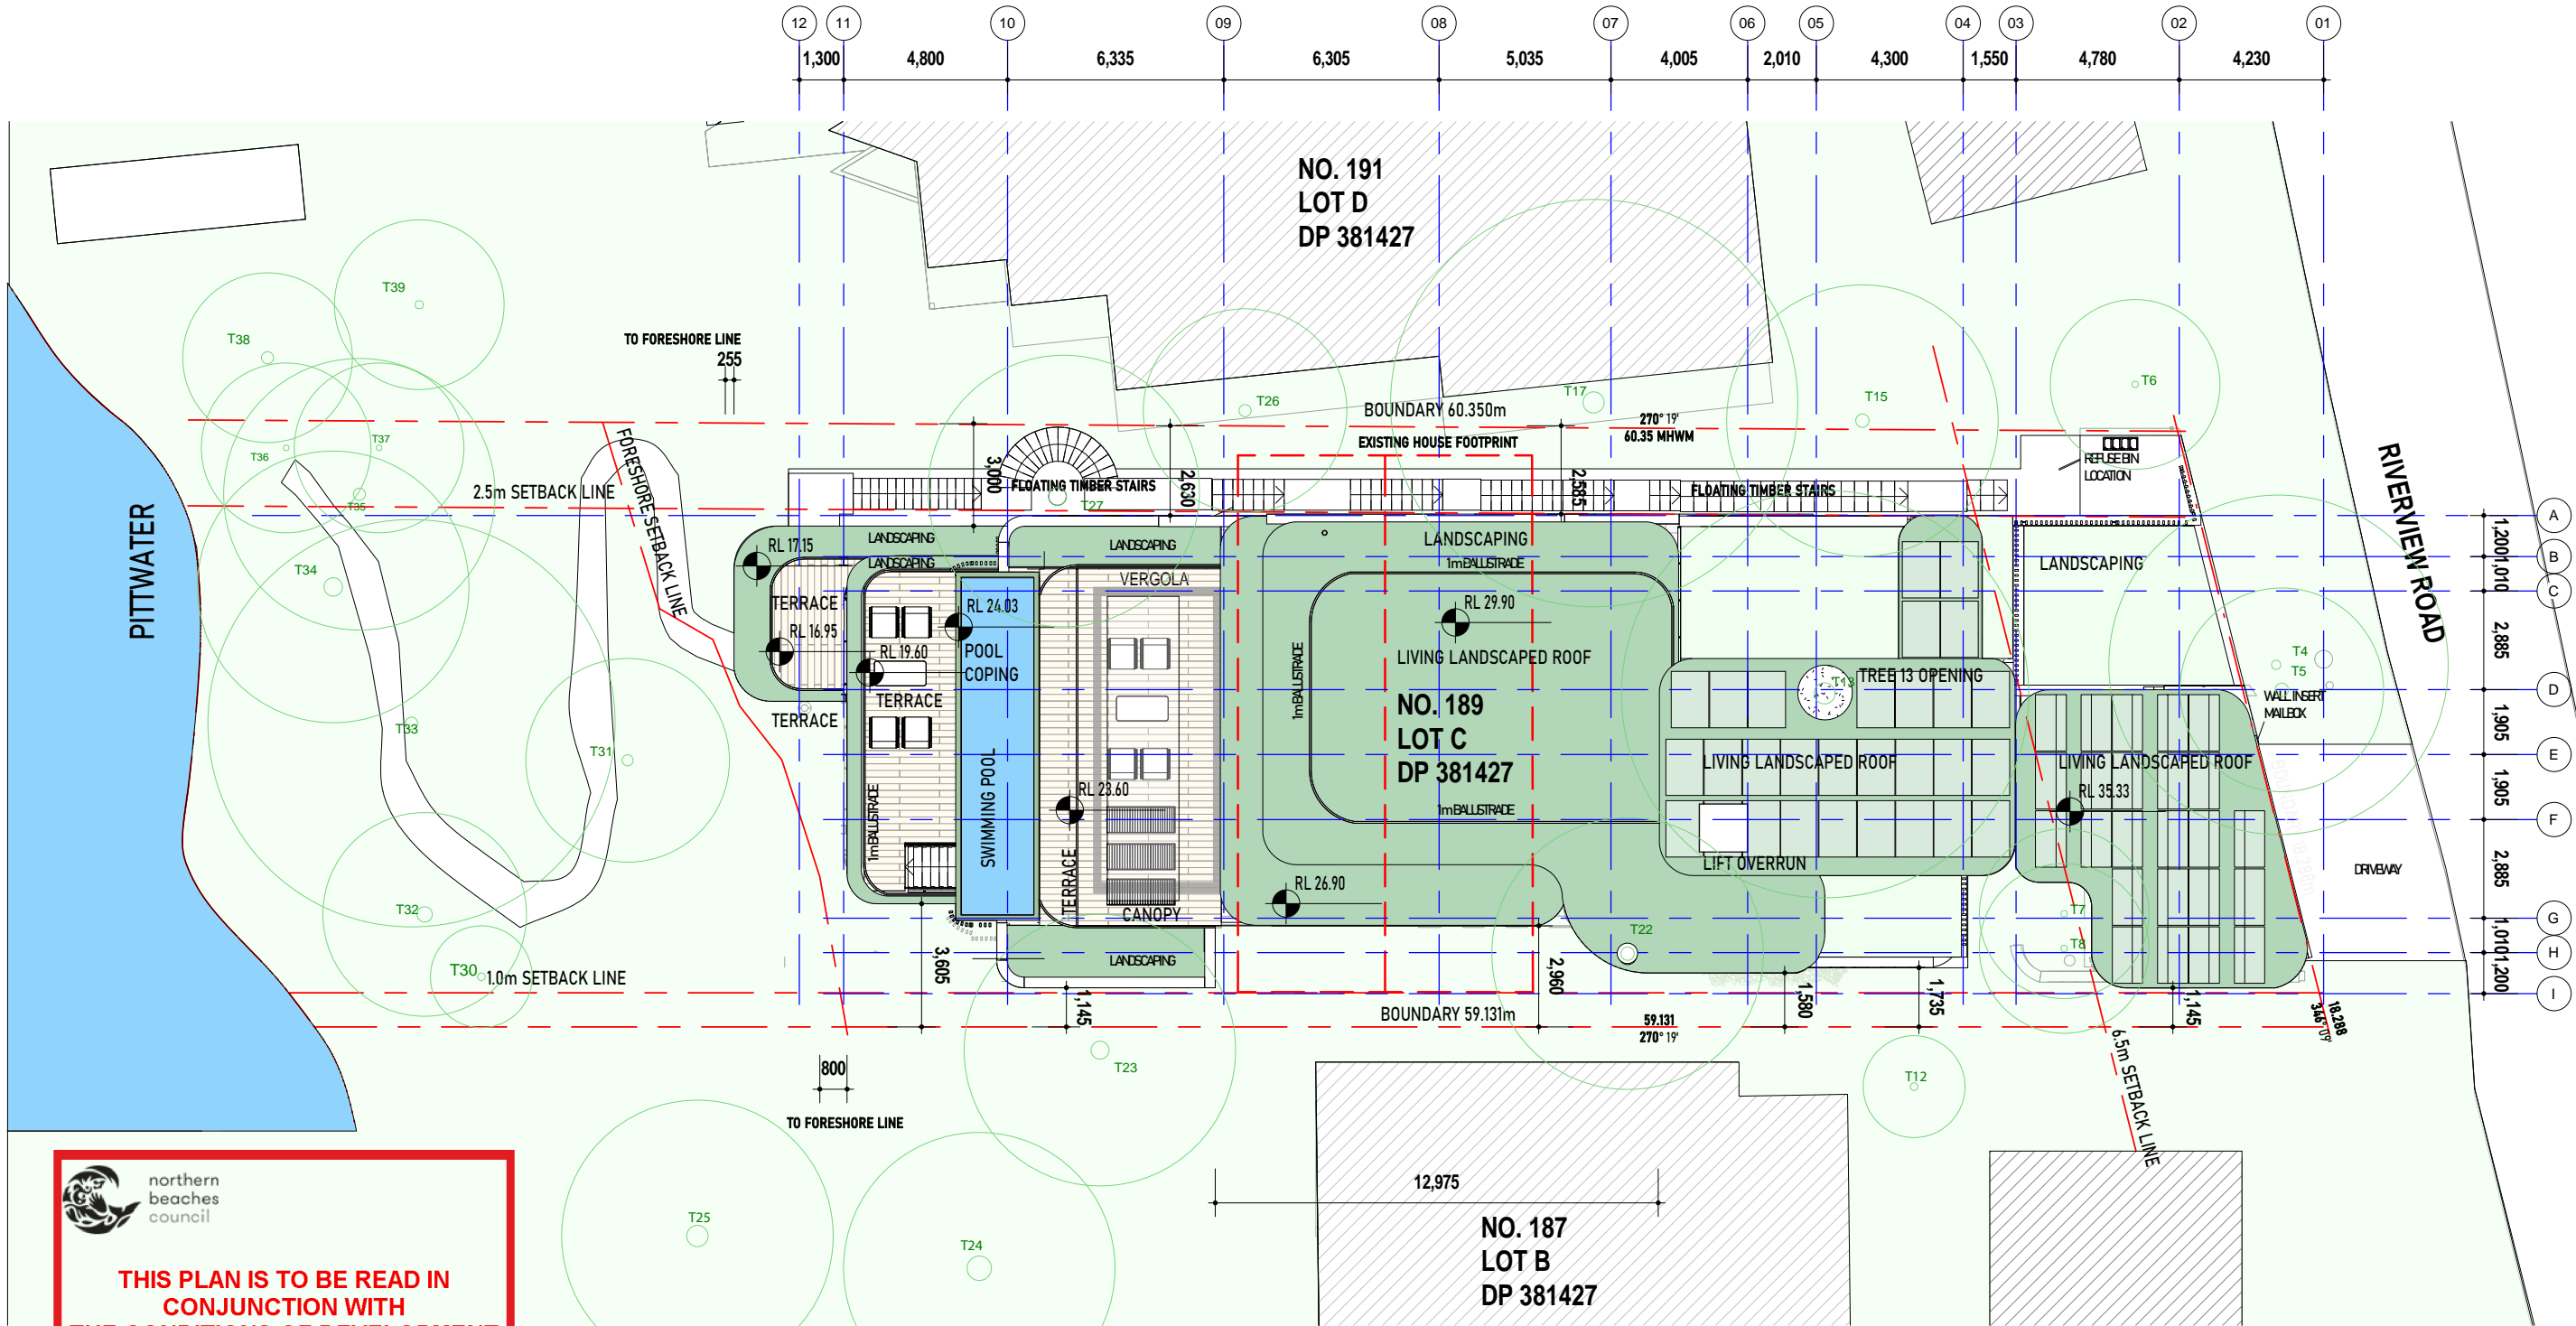 12 11 10 09 08 07 06 05 04 03 02 01
1,300 4,800 6,335 6,305 5,035 4,005 2,010 4,300 1,550 4,780 4,230
NO. 191
LOT D
DP 381427
T39
T38
TO FORESHORE LINE
255
T26
T17
T15
T6
BOUNDARY 60.350m
270° 19'
60.35 MHWM
EXISTING HOUSE FOOTPRINT
T37
T36
T35
FORESHORE SETBACK LINE
2.5m SETBACK LINE
3,000
FLOATING TIMBER STAIRS
T27
2,630
2,585
FLOATING TIMBER STAIRS
REFUSE BIN
LOCATION
RIVERVIEW ROAD
PITTWATER
A
1,200
B
1,010
C
2,885
D
1,905
E
1,905
F
2,885
G
1,010
H
1,200
I
RL 17.15
LANDSCAPING
LANDSCAPING
LANDSCAPING
VERGOLA
LANDSCAPING
1m BALUSTRADE
LANDSCAPING
T34
TERRACE
RL 16.95
RL 24.03
RL 19.60
POOL
COPING
TERRACE
TERRACE
RL 29.90
LIVING LANDSCAPED ROOF
1m BALUSTRADE
NO. 189
LOT C
DP 381427
TREE 13 OPENING
T13
T4
T5
WALL INSERT
MAILBOX
T33
T31
SWIMMING POOL
1m BALUSTRADE
RL 23.60
TERRACE
CANOPY
1m BALUSTRADE
LIVING LANDSCAPED ROOF
LIFT OVERRUN
LIVING LANDSCAPED ROOF
RL 35.33
BOUNDARY 18.288m
DRIVEWAY
RL 26.90
T32
T30
1.0m SETBACK LINE
3,605
LANDSCAPING
1,145
2,960
T22
T7
T8
1,580
1,735
1,145
BOUNDARY 59.131m
59.131
270° 19'
18.288
346° 09'
6.5m SETBACK LINE
800
TO FORESHORE LINE
T23
T12
T25
T24
12,975
NO. 187
LOT B
DP 381427
northern
beaches
council
THIS PLAN IS TO BE READ IN
CONJUNCTION WITH
THE CONDITIONS OF DEVELOPMENT